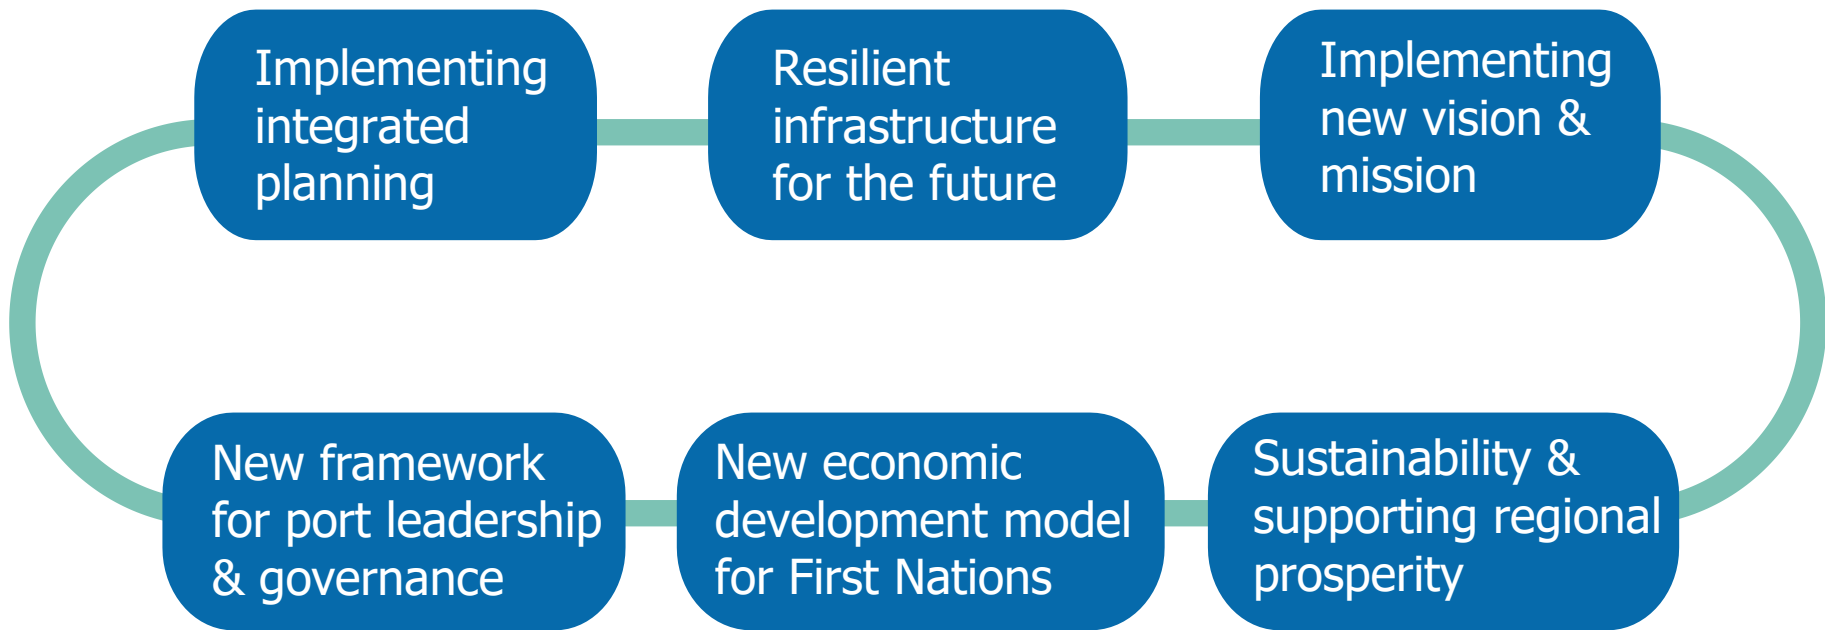 Implementing
integrated
planning
Resilient
infrastructure
for the future
Implementing
new vision &
mission
New framework
for port leadership
& governance
New economic
development model
for First Nations
Sustainability &
supporting regional
prosperity